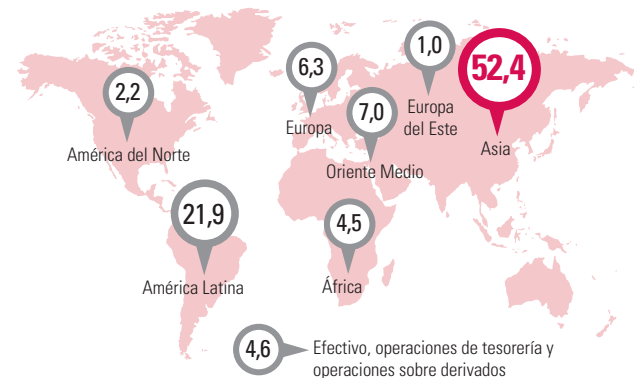 1,0
52,4
6,3
2,2
7,0
Europa
del Este
Europa
Asia
América del Norte
Oriente Medio
21,9
4,5
América Latina
África
4,6
Efectivo, operaciones de tesorería y
operaciones sobre derivados